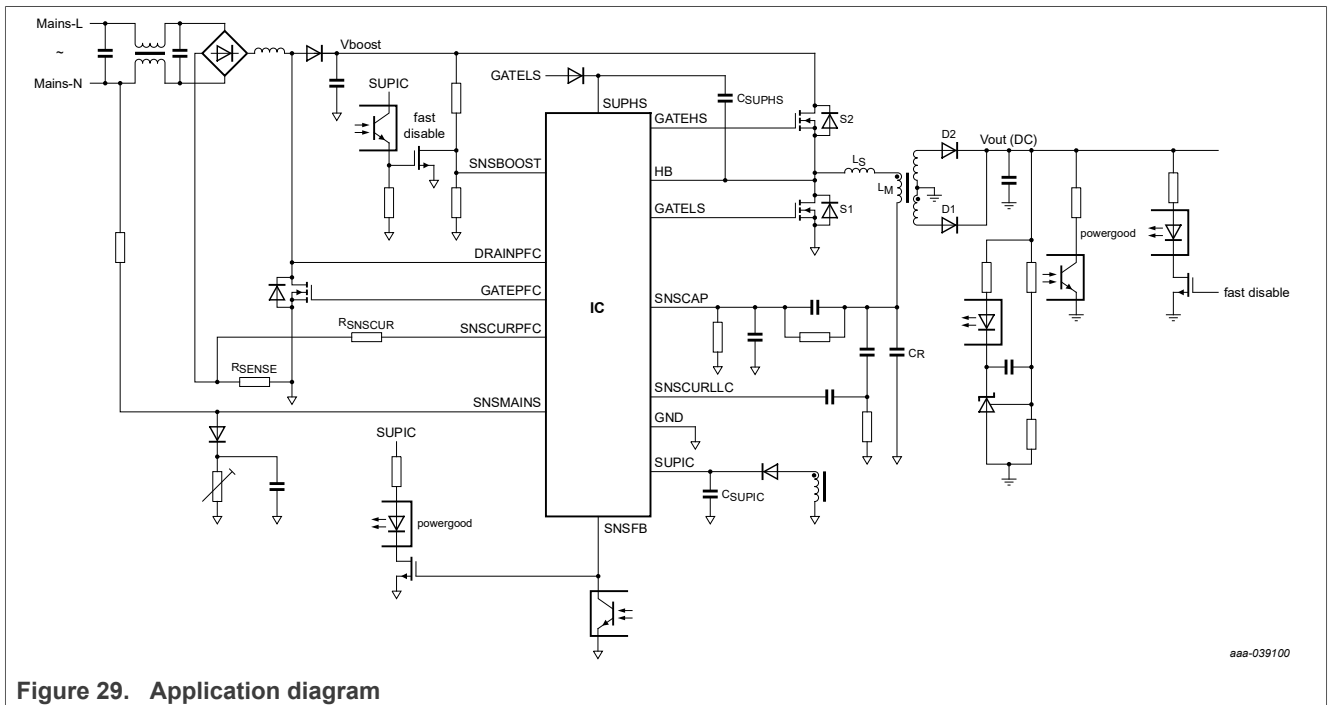 Mains-L
~
Mains-N
Vboost
SUPIC
fast
disable
GATELS
SUPHS
CSUPHS
GATEHS
S2
SNSBOOST
HB
LS
LM
D2
D1
Vout (DC)
GATELS
S1
powergood
fast disable
DRAINPFC
GATEPFC
IC
SNSCAP
RSNSCUR
SNSCURPFC
CR
RSENSE
SNSCURLLC
SNSMAINS
GND
SUPIC
SUPIC
CSUPIC
powergood
SNSFB
aaa-039100
Figure 29. Application diagram